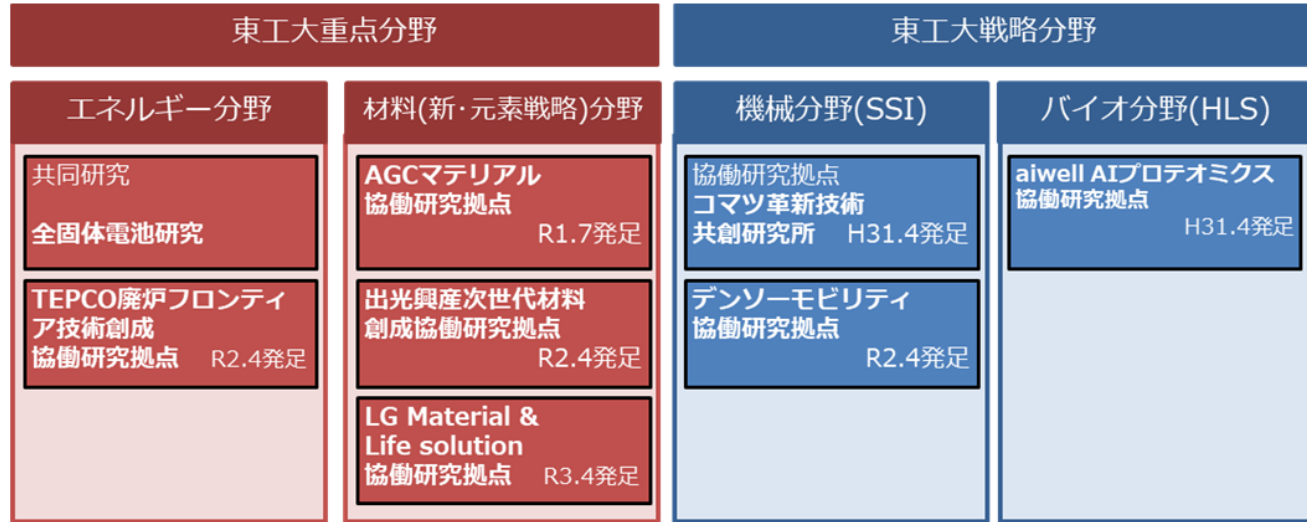 東工大重点分野
東工大戦略分野
エネルギー分野
材料(新・元素戦略)分野
機械分野(SSI)
バイオ分野(HLS)
共同研究
全固体電池研究
TEPCO廃炉フロンティ
ア技術創成
協働研究拠点 R2.4発足
AGCマテリアル
協働研究拠点
R1.7発足
出光興産次世代材料
創成協働研究拠点
R2.4発足
LG Material &
Life solution
協働研究拠点 R3.4発足
協働研究拠点
コマツ革新技術
共創研究所 H31.4発足
デンソーモビリティ
協働研究拠点
R2.4発足
aiwell AIプロテオミクス
協働研究拠点
H31.4発足